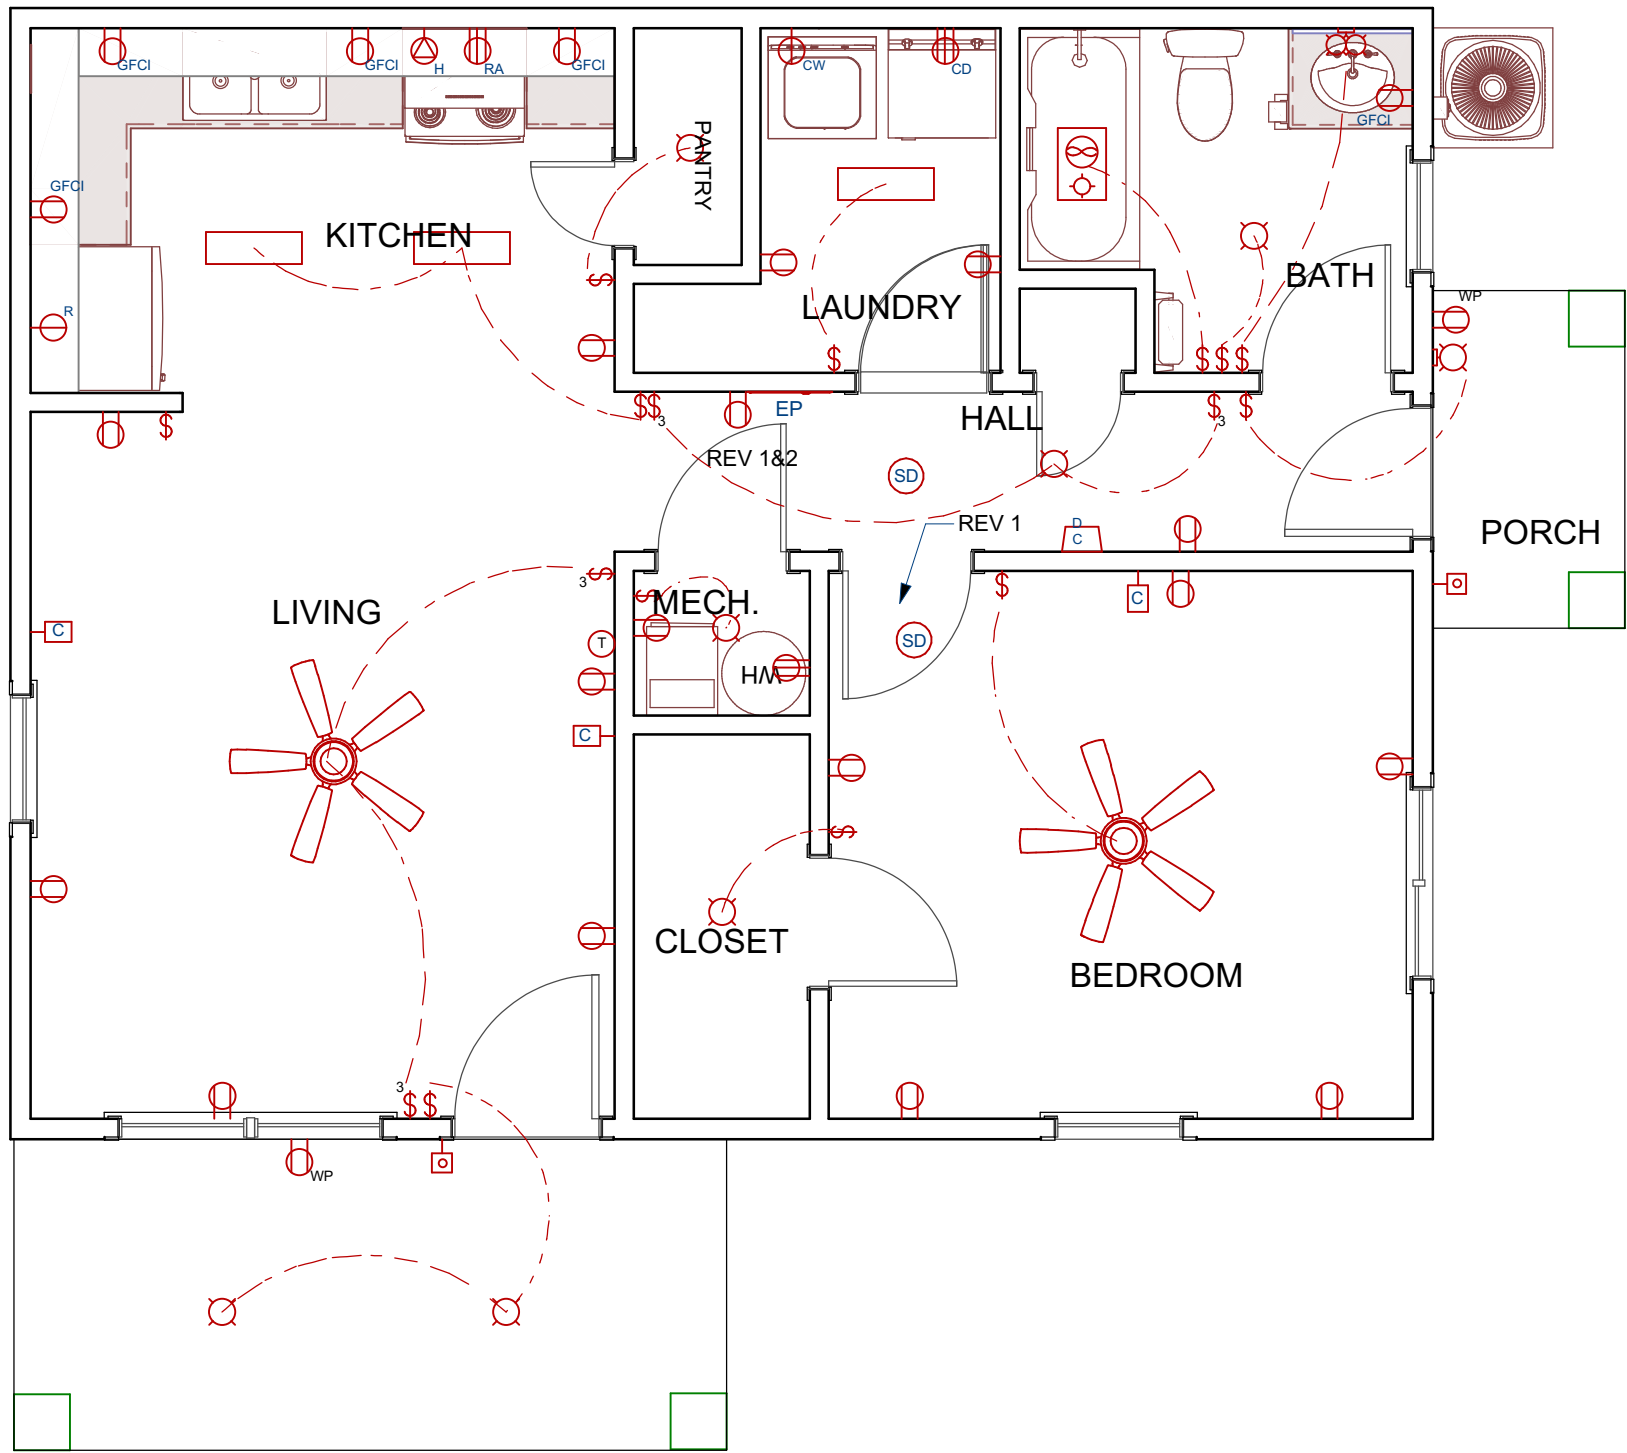 GFCI
GFCI
H
RA
GFCI
CW
CD
GFCI
PANTRY
GFCI
KITCHEN
BATH
LAUNDRY
R
WP
$
$
$
$
$
$
$
$
3
EP
HALL
$
3
$
$
REV 1&2
SD
REV 1
D
C
PORCH
3
$
$
$
MECH.
C
LIVING
C
SD
T
H/W
C
$
CLOSET
BEDROOM
3
$
$
WP